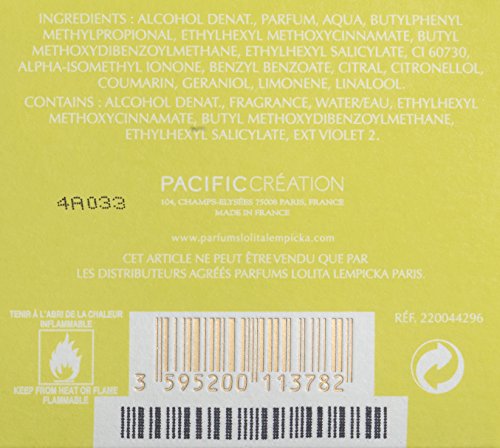 INGREDIENTS : ALCOHOL DENAT., PARFUM, AQUA, BUTYLPHENYL
METHYLPROPIONAL, ETHYLHEXYL METHOXYCINNAMATE, BUTYL
METHOXYDIBENZOYLMETHANE, ETHYLHEXYL SALICYLATE, CI 60730,
ALPHA-ISOMETHYL IONONE, BENZYL BENZOATE, CITRAL, CITRONELLOL,
COUMARIN, GERANIOL, LIMONENE, LINALOOL.
CONTAINS : ALCOHOL DENAT., FRAGRANCE, WATER/EAU, ETHYLHEXYL
METHOXYCINNAMATE, BUTYL METHOXYDIBENZOYLMETHANE,
ETHYLHEXYL SALICYLATE, EXT VIOLET 2.
PACIFICCRÉATION
4A033
104, CHAMPS-ELYSÉES 75008 PARIS, FRANCE
MADE IN FRANCE
www.parfumslolitalempicka.com
CET ARTICLE NE PEUT ÊTRE VENDU QUE PAR
LES DISTRIBUTEURS AGRÉÉS PARFUMS LOLITA LEMPICKA PARIS.
TENIR À L'ABRI DE LA CHALEUR
INFLAMMABLE
RÉF. 220044296
KEEP FROM HEAT OR FLAME
FLAMMABLE
3 595200 113782